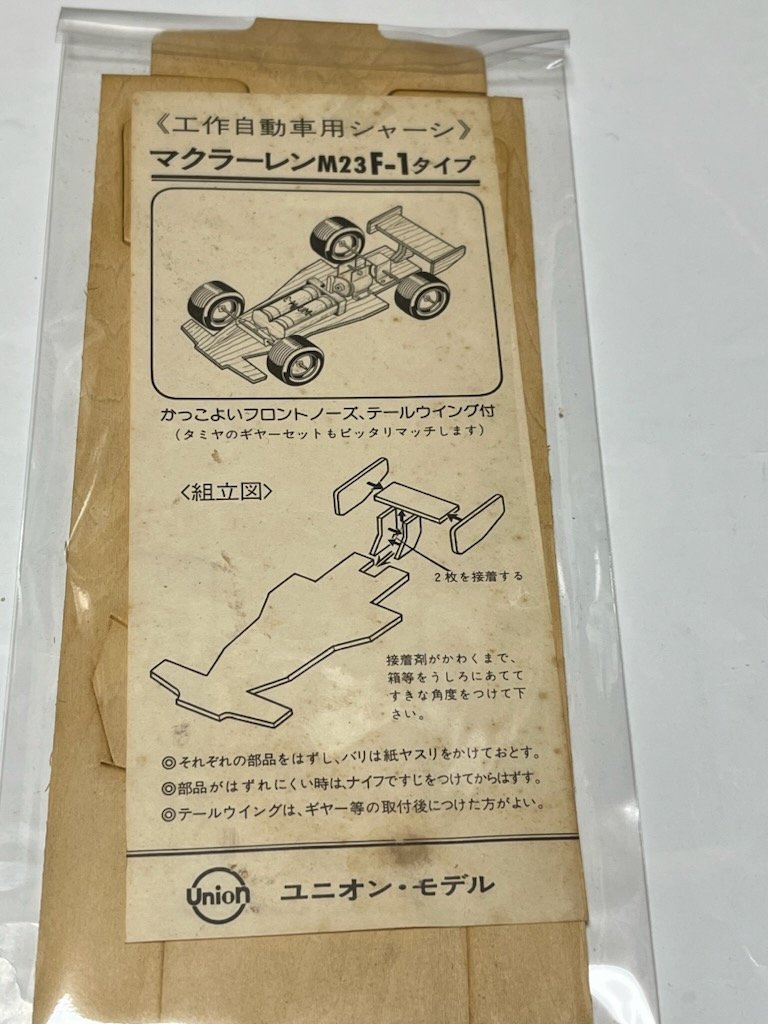 《工作自動車用シャーシ》
マクラーレンM23F-1タイプ
かっこよいフロントノーズ、テールウイング付
(タミヤのギヤーセットもピッタリマッチします)
〈組立図〉
2枚を接着する
接着剤がかわくまで、
箱等をうしろにあてて
すきな角度をつけて下
さい。
◎それぞれの部品をはずし、バリは紙ヤスリをかけておとす。
◎部品がはずれにくい時は、ナイフですじをつけてからはずす。
◎テールウイングは、ギヤー等の取付後につけた方がよい。
Union ユニオン・モデル